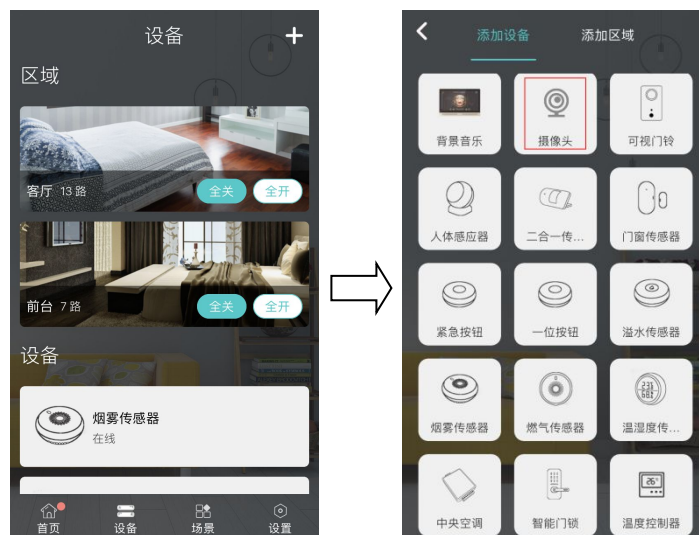 设备
区域
客厅 13 路 全关 全开
前台 7 路 全关 全开
设备
烟雾传感器
在线
首页 设备 场景 设置
添加设备 添加区域
背景音乐 摄像头 可视门铃
人体感应器 二合一传... 门窗传感器
紧急按钮 一位按钮 溢水传感器
烟雾传感器 燃气传感器 温湿度传...
26°
中央空调 智能门锁 温度控制器